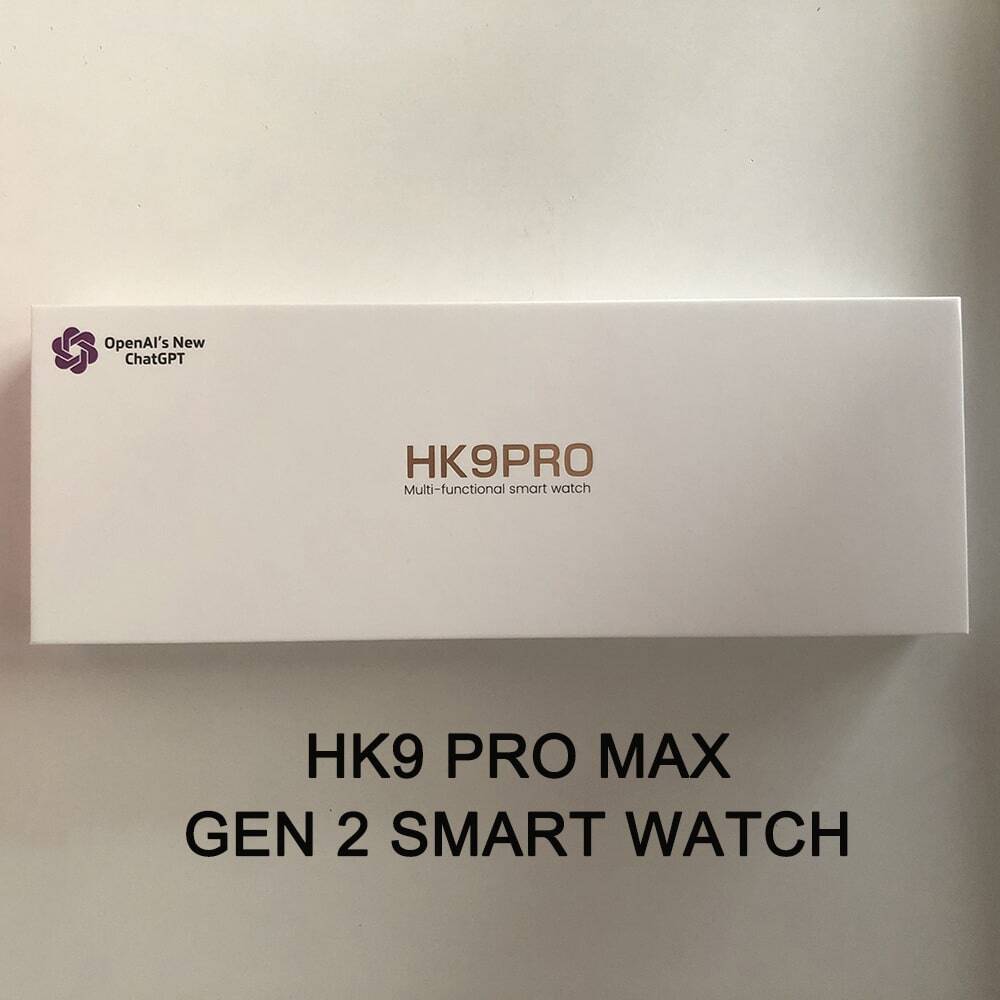 OpenAI's New
ChatGPT
HK9PRO
Multi-functional smart watch
HK9 PRO MAX
GEN 2 SMART WATCH